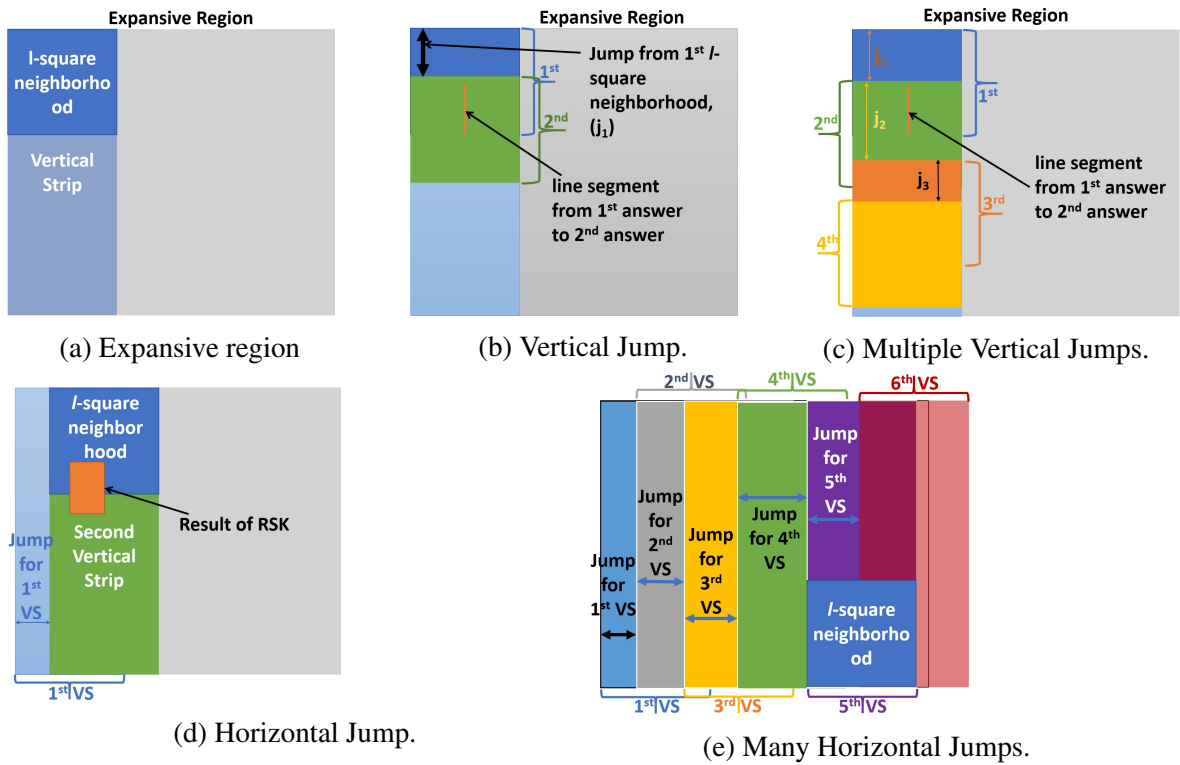 Expansive Region
l-square
neighborho
od
Vertical
Strip
(a) Expansive region
Expansive Region
Jump from 1st l-
square
neighborhood,
(j1)
1st
2nd
line segment
from 1st answer
to 2nd answer
(b) Vertical Jump.
Expansive Region
j1
1st
2nd
j2
j3
line segment
from 1st answer
to 2nd answer
3rd
4th
(c) Multiple Vertical Jumps.
l-square
neighbor
hood
Result of RSK
Jump
for
1st
VS
Second
Vertical
Strip
1st VS
(d) Horizontal Jump.
2nd VS
4th VS
6th VS
Jump
for
1st VS
Jump
for
2nd
VS
Jump
for
3rd
VS
Jump
for 4th
VS
Jump
for
5th
VS
l-square
neighborho
od
1st VS
3rd VS
5th VS
(e) Many Horizontal Jumps.